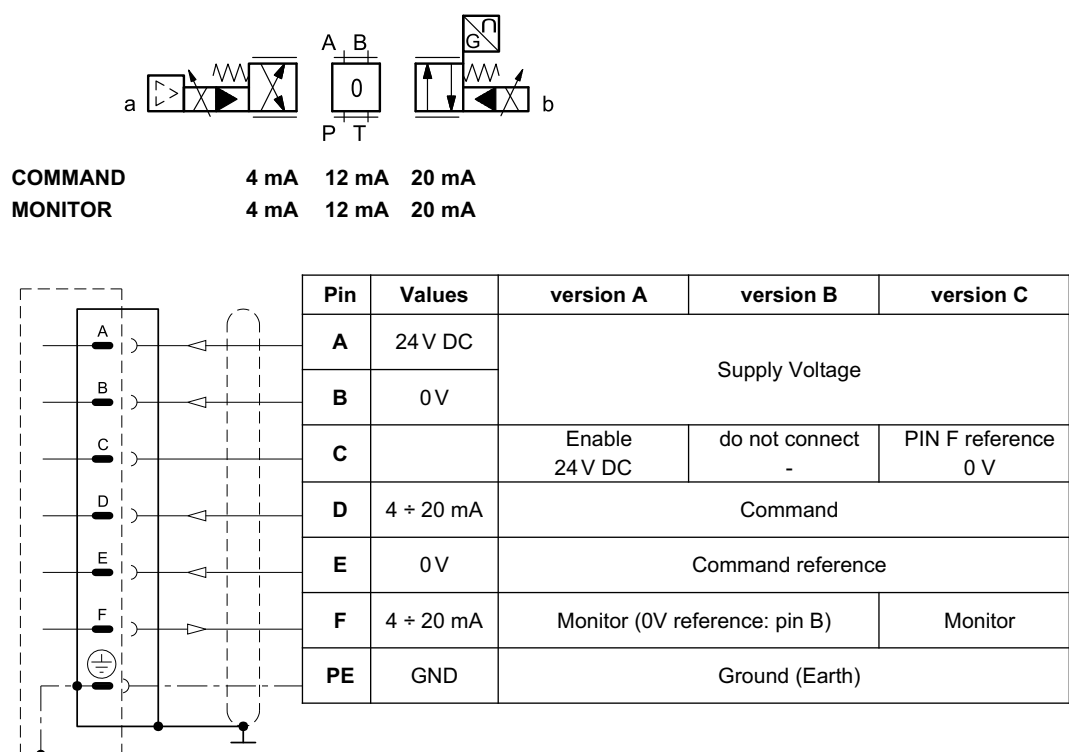 G
A B
a 0 b
P T
COMMAND 4 mA 12 mA 20 mA
MONITOR 4 mA 12 mA 20 mA
Pin Values version A version B version C
A A 24 V DC
Supply Voltage
B B 0 V
C C Enable 24 V DC do not connect - PIN F reference 0 V
D D 4 ÷ 20 mA Command
E E 0 V Command reference
F F 4 ÷ 20 mA Monitor (0V reference: pin B) Monitor
PE GND Ground (Earth)